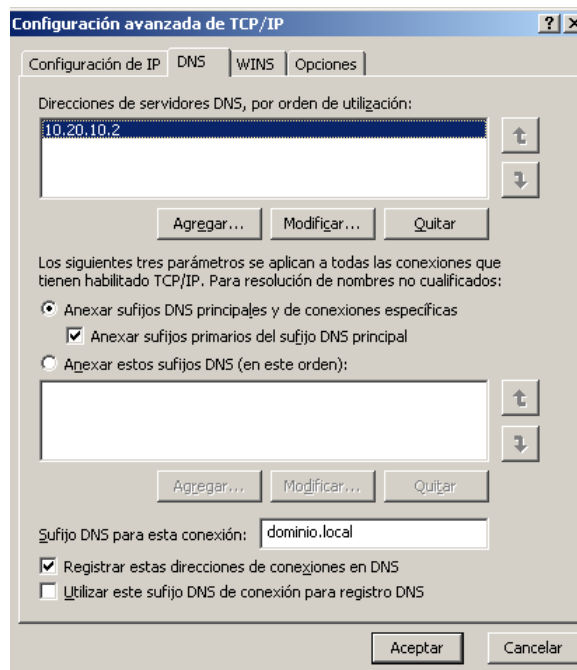 Configuración avanzada de TCP/IP
Configuración de IP DNS WINS Opciones
Direcciones de servidores DNS, por orden de utilización:
10.20.10.2
Agregar... Modificar... Quitar
Los siguientes tres parámetros se aplican a todas las conexiones que
tienen habilitado TCP/IP. Para resolución de nombres no cualificados:
Anexar sufijos DNS principales y de conexiones específicas
Anexar sufijos primarios del sufijo DNS principal
Anexar estos sufijos DNS (en este orden):
Agregar... Modificar... Quitar
Sufijo DNS para esta conexión: dominio.local
Registrar estas direcciones de conexiones en DNS
Utilizar este sufijo DNS de conexión para registro DNS
Aceptar Cancelar